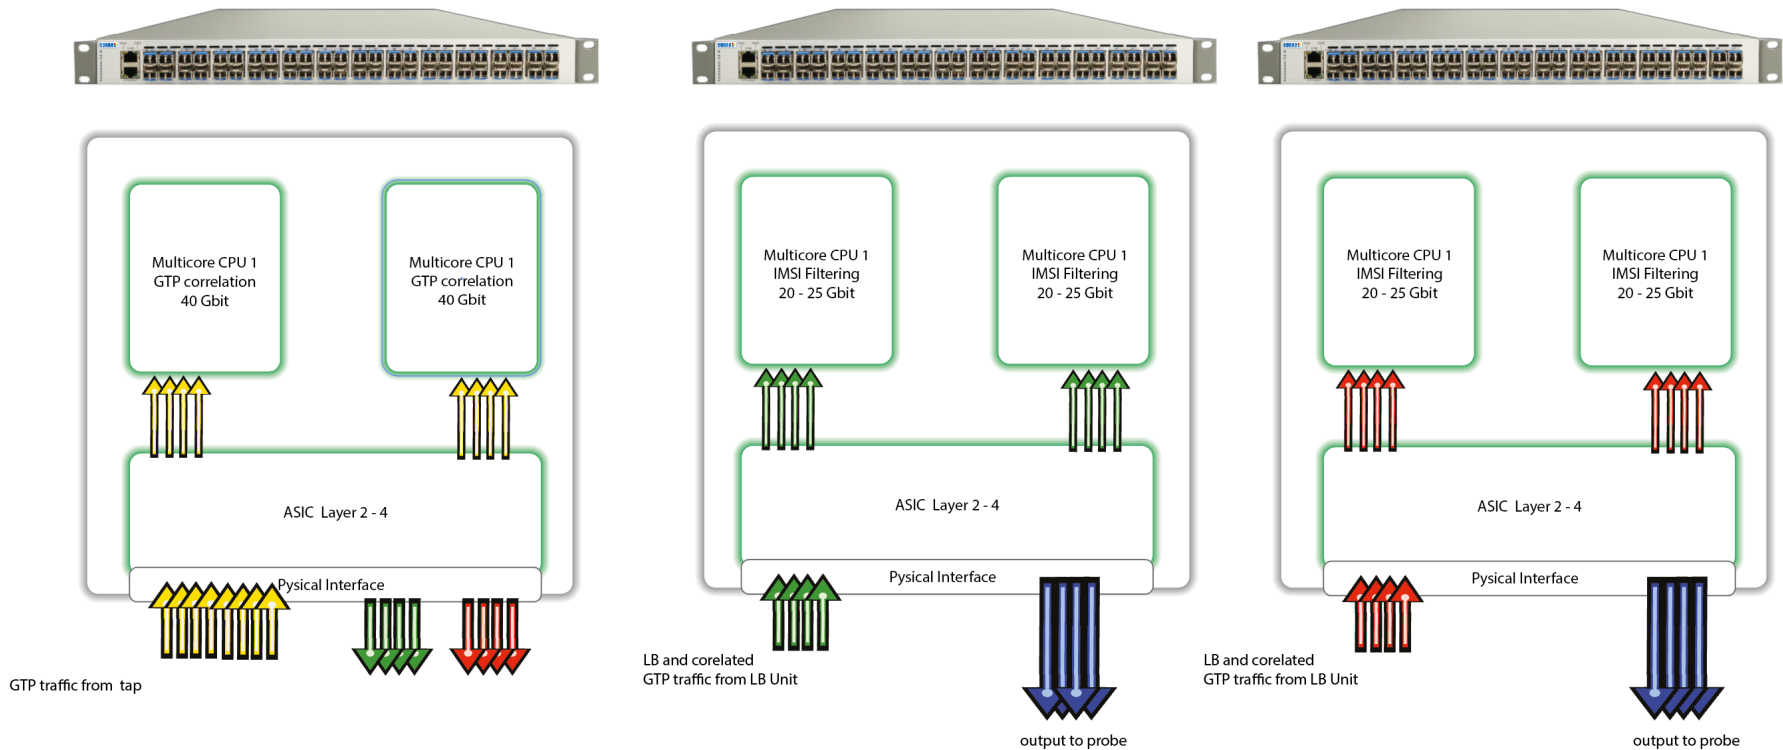 Multicore CPU 1
GTP correlation
40 Gbit
Multicore CPU 1
GTP correlation
40 Gbit
ASIC Layer 2 - 4
Pysical Interface
GTP traffic from tap
Multicore CPU 1
IMSI Filtering
20 - 25 Gbit
Multicore CPU 1
IMSI Filtering
20 - 25 Gbit
ASIC Layer 2 - 4
Pysical Interface
LB and corelated
GTP traffic from LB Unit
output to probe
Multicore CPU 1
IMSI Filtering
20 - 25 Gbit
Multicore CPU 1
IMSI Filtering
20 - 25 Gbit
ASIC Layer 2 - 4
Pysical Interface
LB and corelated
GTP traffic from LB Unit
output to probe